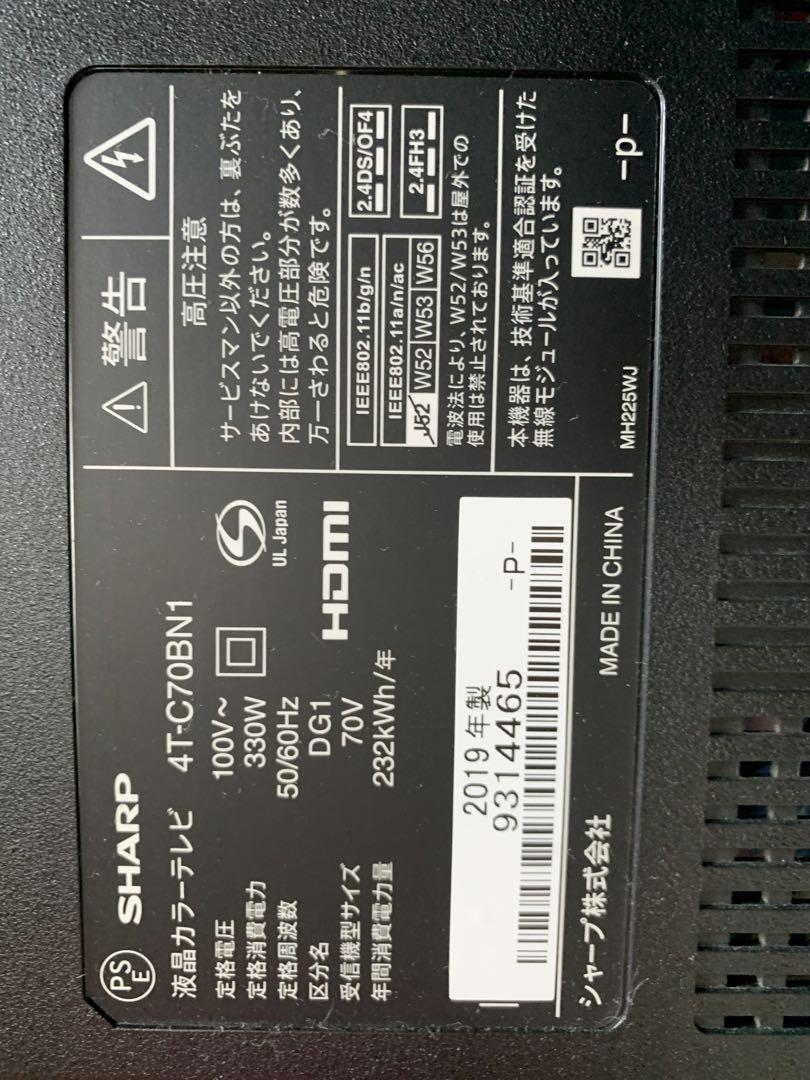 PS
E
SHARP
液晶カラーテレビ 4T-C70BN1
定格電圧 100V～
定格消費電力 330W
定格周波数 50/60Hz
区分名 DG1
受信機型サイズ 70V
年間消費電力量 232kWh/年
UL Japan
HDMI
2019年製
9314465
-p-
シャープ株式会社 MADE IN CHINA
警告
高圧注意
サービスマン以外の方は、裏ぶたを
あけないでください。
内部には高電圧部分が数多くあり、
万一さわると危険です。
IEEE802.11b/g/n
IEEE802.11a/n/ac
J52 W52 W53 W56
2.4DS/OF4
2.4FH3
電波法により、W52/W53は屋外での
使用は禁止されております。
本機器は、技術基準適合認証を受けた
無線モジュールが入っています。
MH225WJ
-p-